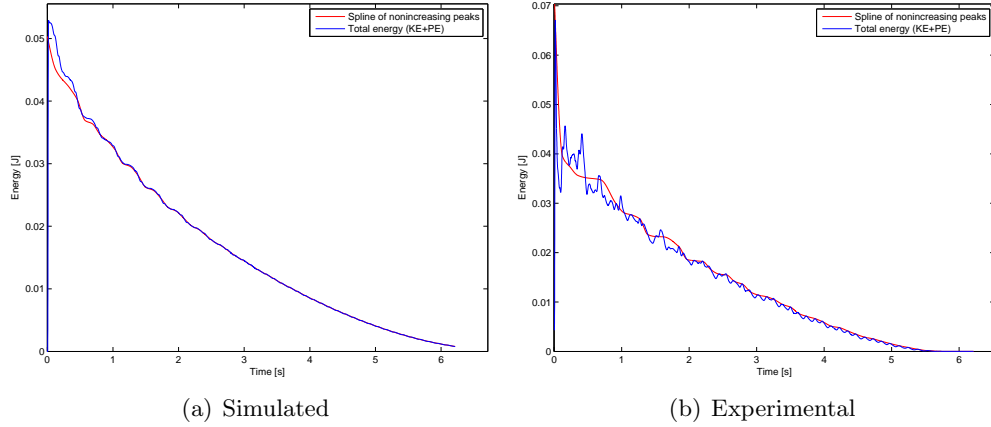 Spline of nonincreasing peaks
Total energy (KE+PE)
0.05
0.04
0.03
0.02
0.01
0
Energy [J]
0 1 2 3 4 5 6
Time [s]
(a) Simulated
Spline of nonincreasing peaks
Total energy (KE+PE)
0.07
0.06
0.05
0.04
0.03
0.02
0.01
0
Energy [J]
0 1 2 3 4 5 6
Time [s]
(b) Experimental